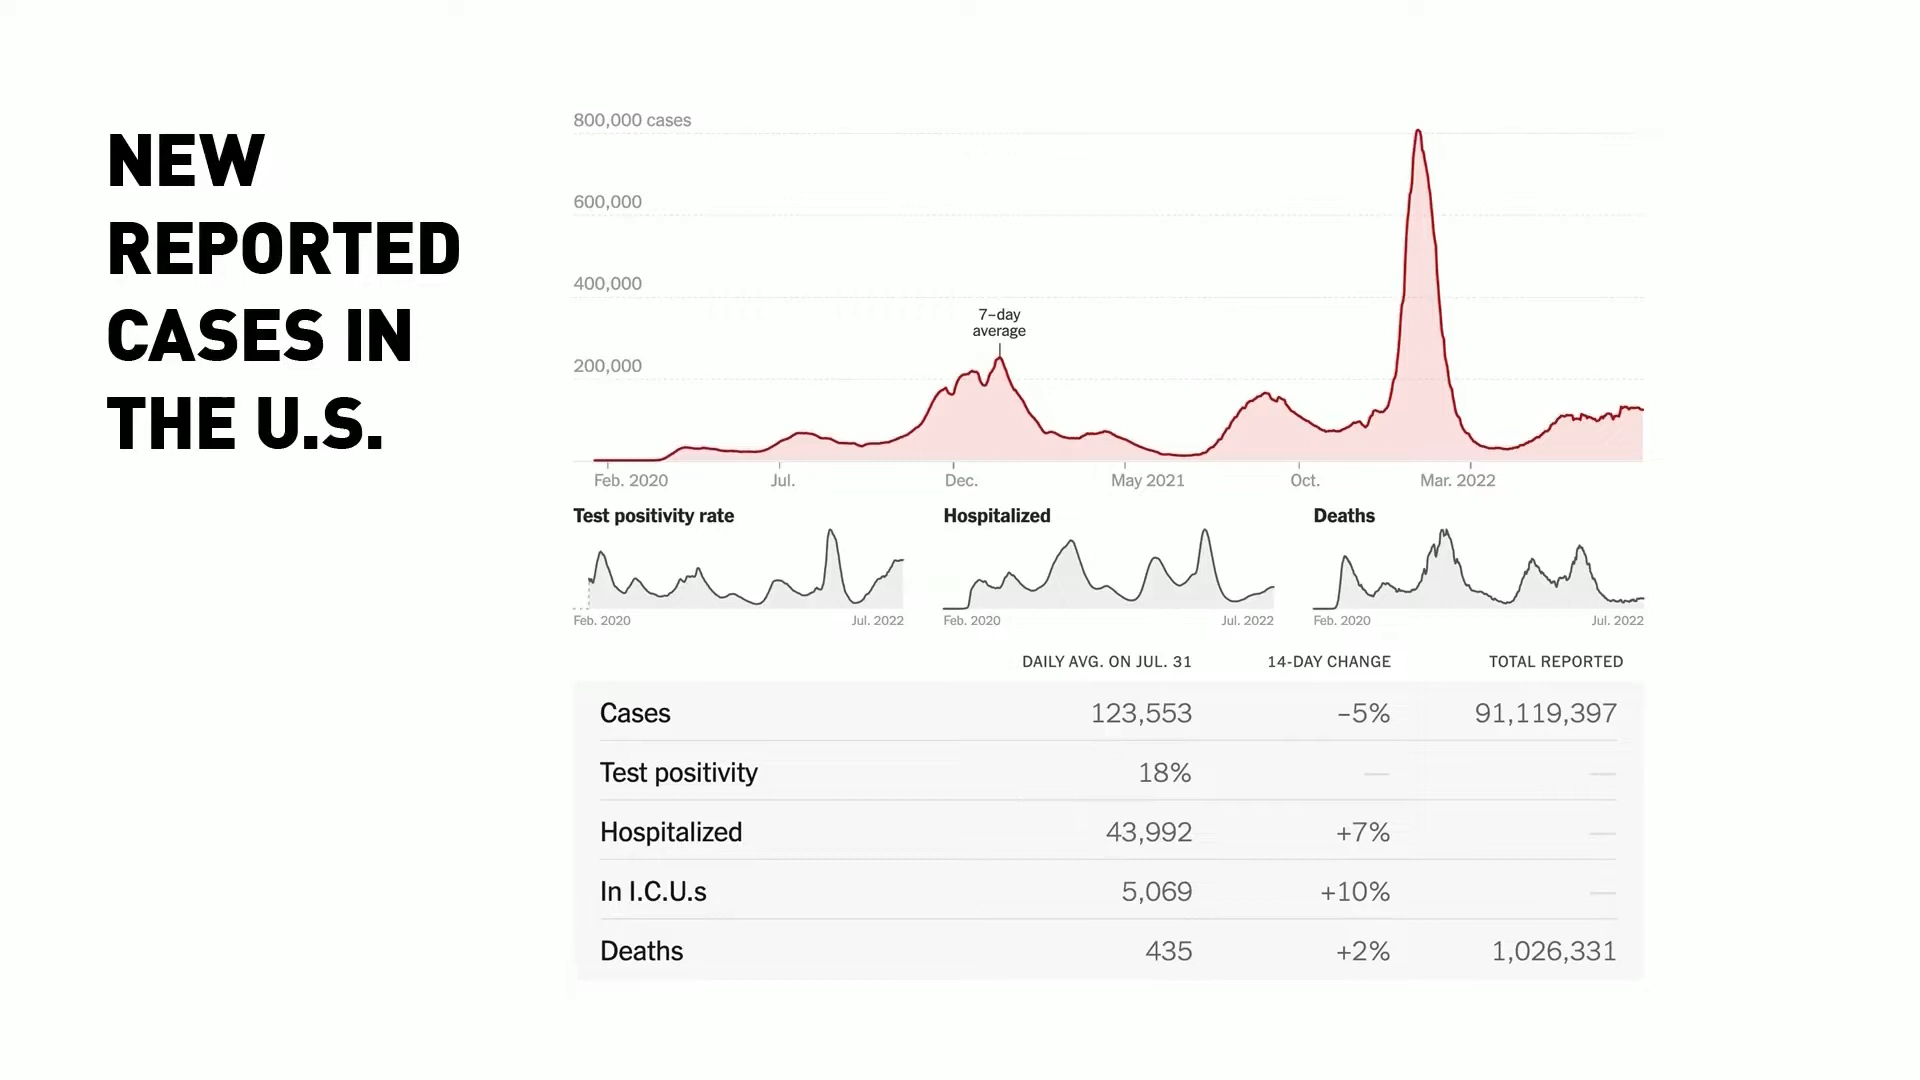 NEW
REPORTED
CASES IN
THE U.S.
800,000 cases
600,000
400,000
200,000
7-day
average
Feb. 2020 Jul. Dec. May 2021 Oct. Mar. 2022
Test positivity rate Hospitalized Deaths
Feb. 2020 Jul. 2022 Feb. 2020 Jul. 2022 Feb. 2020 Jul. 2022
DAILY AVG. ON JUL. 31 14-DAY CHANGE TOTAL REPORTED
Cases 123,553 –5% 91,119,397
Test positivity 18% — —
Hospitalized 43,992 +7% —
In I.C.U.s 5,069 +10% —
Deaths 435 +2% 1,026,331